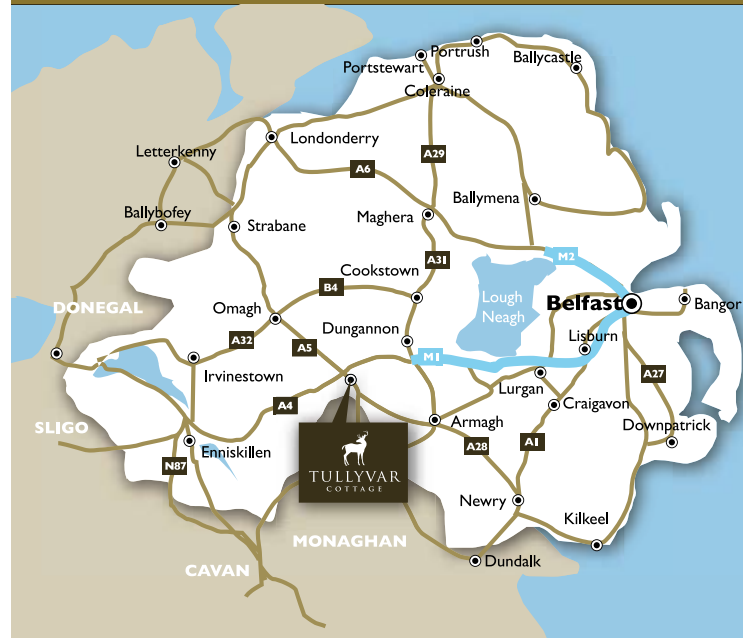 Portrush
Portstewart
Ballycastle
Coleraine
Londonderry
Letterkenny
A29
A6
Ballymena
Ballybofey
Strabane
Maghera
A31
M2
Cookstown
B4
DONEGAL
Omagh
Lough
Neagh
Belfast
Bangor
Dungannon
Lisburn
A32
A5
M1
Irvinestown
A27
Lurgan
A4
Craigavon
SLIGO
Armagh
Downpatrick
Enniskillen
A28
A1
N87
TULLYVAR
COTTAGE
Newry
Kilkeel
MONAGHAN
Dundalk
CAVAN